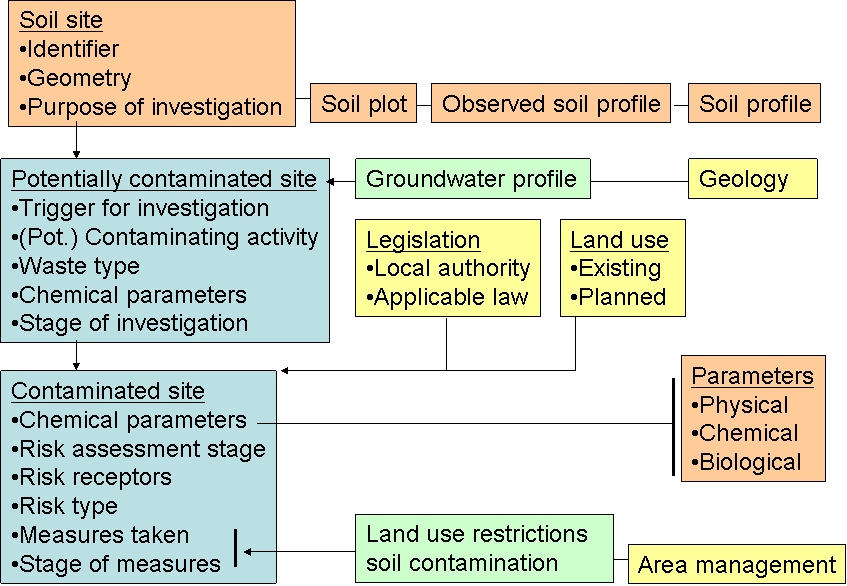 Soil site
•Identifier
•Geometry
•Purpose of investigation
Soil plot
Observed soil profile
Soil profile
Potentially contaminated site
•Trigger for investigation
•(Pot.) Contaminating activity
•Waste type
•Chemical parameters
•Stage of investigation
Groundwater profile
Geology
Legislation
•Local authority
•Applicable law
Land use
•Existing
•Planned
Contaminated site
•Chemical parameters
•Risk assessment stage
•Risk receptors
•Risk type
•Measures taken
•Stage of measures
Parameters
•Physical
•Chemical
•Biological
Land use restrictions
soil contamination
Area management